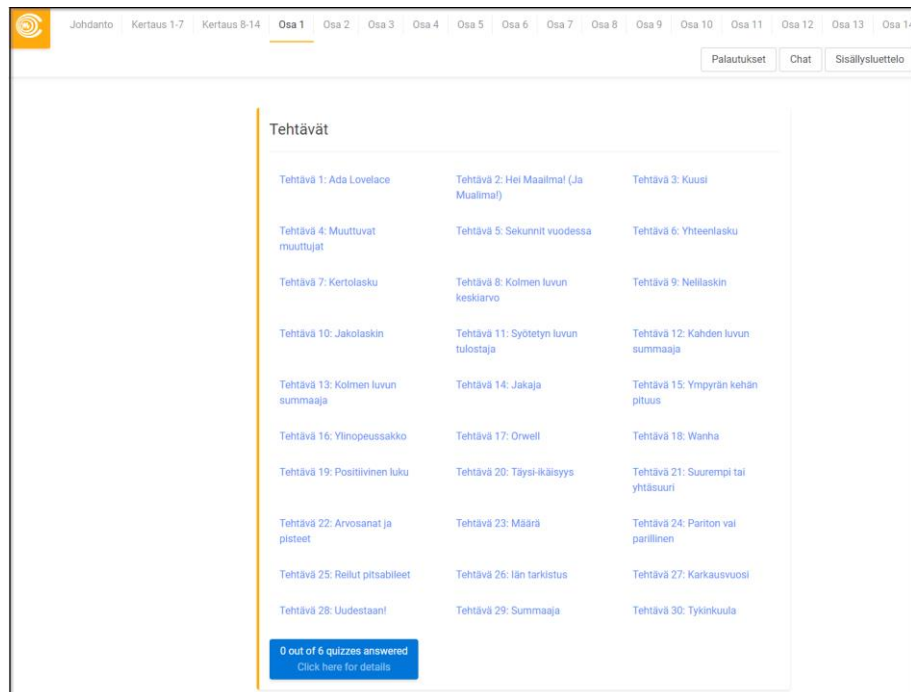 Johdanto Kertaus 1-7 Kertaus 8-14 Osa 1 Osa 2 Osa 3 Osa 4 Osa 5 Osa 6 Osa 7 Osa 8 Osa 9 Osa 10 Osa 11 Osa 12 Osa 13 Osa 14
Palautukset Chat Sisällysluettelo
Tehtävät
Tehtävä 1: Ada Lovelace
Tehtävä 2: Hei Maailma! (Ja
Mualima!)
Tehtävä 3: Kuusi
Tehtävä 4: Muuttuvat
muuttujat
Tehtävä 5: Sekunnit vuodessa
Tehtävä 6: Yhteenlasku
Tehtävä 7: Kertolasku
Tehtävä 8: Kolmen luvun
keskiarvo
Tehtävä 9: Nelilaskin
Tehtävä 10: Jakolaskin
Tehtävä 11: Syötetyn luvun
tulostaja
Tehtävä 12: Kahden luvun
summaaja
Tehtävä 13: Kolmen luvun
summaaja
Tehtävä 14: Jakaja
Tehtävä 15: Ympyrän kehän
pituus
Tehtävä 16: Ylinopeussakko
Tehtävä 17: Orwell
Tehtävä 18: Wanha
Tehtävä 19: Positiivinen luku
Tehtävä 20: Täysi-ikäisyys
Tehtävä 21: Suurempi tai
yhtäsuuri
Tehtävä 22: Arvosanat ja
pisteet
Tehtävä 23: Määrä
Tehtävä 24: Pariton vai
parillinen
Tehtävä 25: Reilut pitsabileet
Tehtävä 26: Iän tarkistus
Tehtävä 27: Karkausvuosi
Tehtävä 28: Uudestaan!
Tehtävä 29: Summaaja
Tehtävä 30: Tykinkuula
0 out of 6 quizzes answered
Click here for details